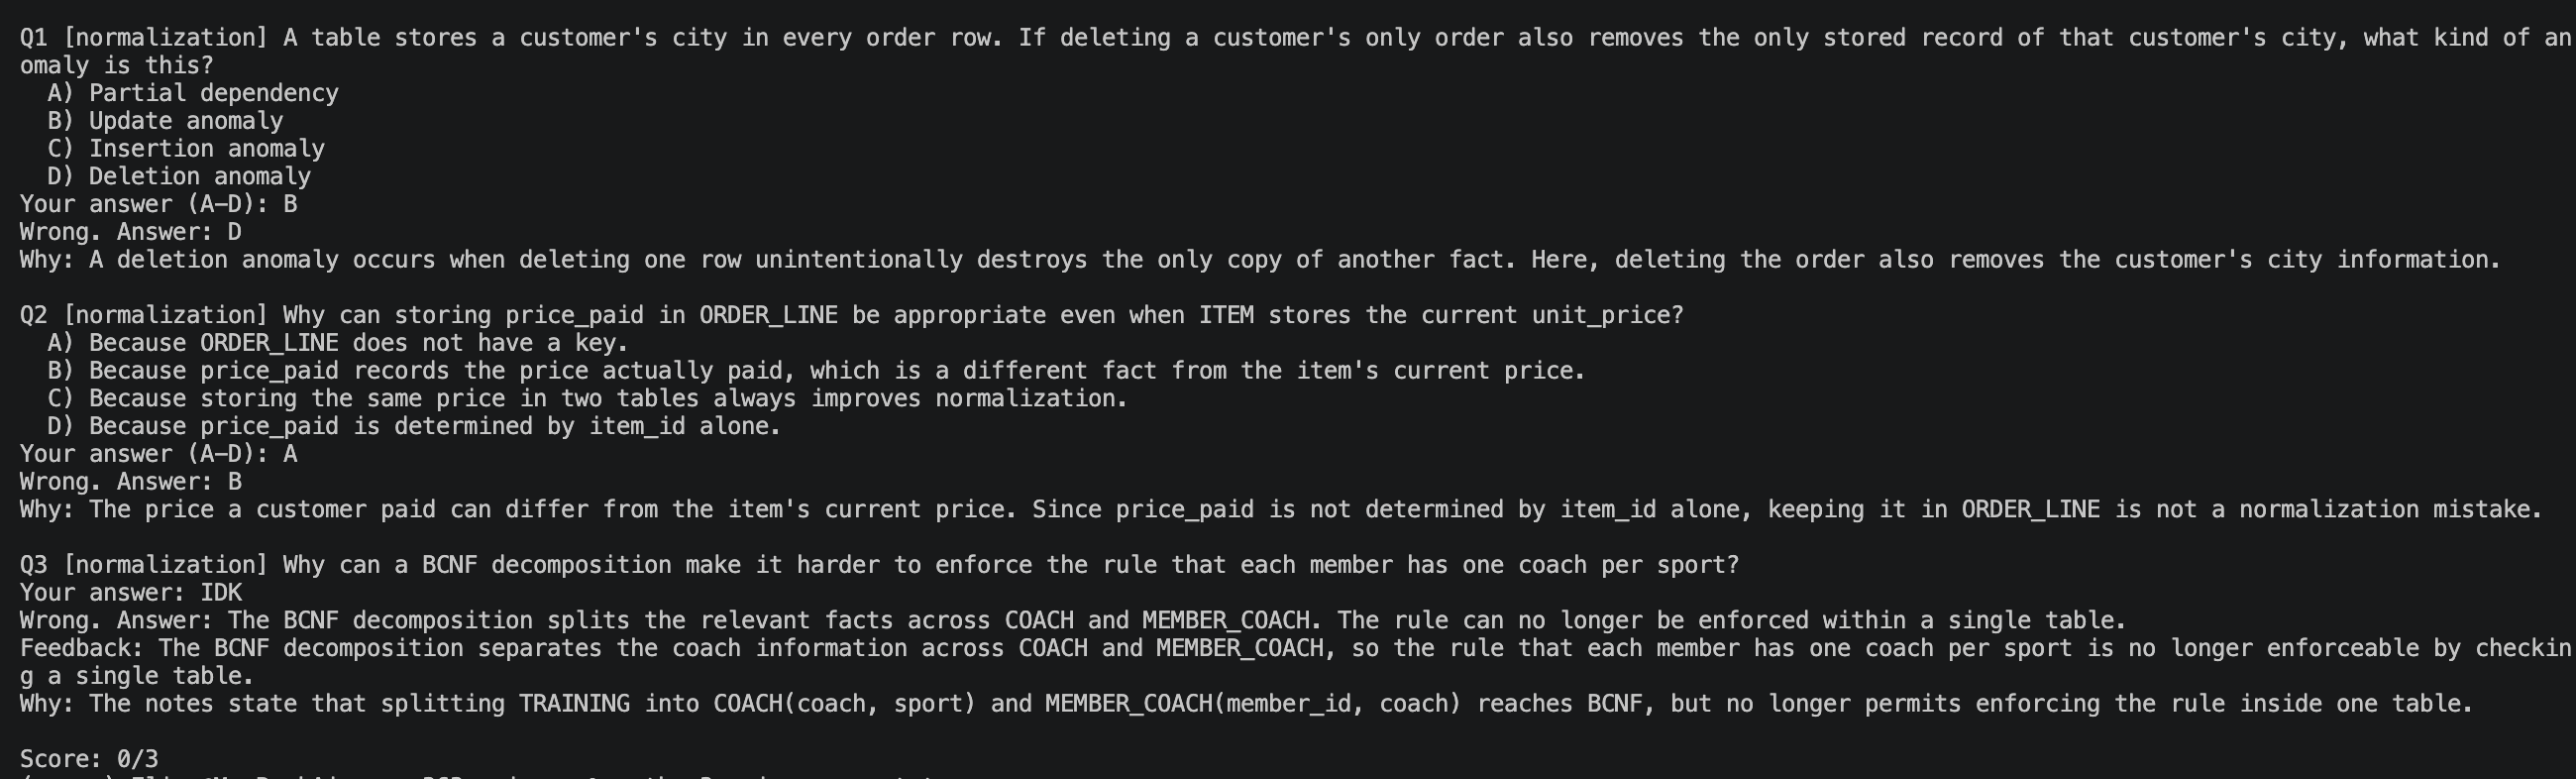 Q1 [normalization] A table stores a customer's city in every order row. If deleting a customer's only order also removes the only stored record of that customer's city, what kind of an
omaly is this?
  A) Partial dependency
  B) Update anomaly
  C) Insertion anomaly
  D) Deletion anomaly
Your answer (A–D): B
Wrong. Answer: D
Why: A deletion anomaly occurs when deleting one row unintentionally destroys the only copy of another fact. Here, deleting the order also removes the customer's city information.

Q2 [normalization] Why can storing price_paid in ORDER_LINE be appropriate even when ITEM stores the current unit_price?
  A) Because ORDER_LINE does not have a key.
  B) Because price_paid records the price actually paid, which is a different fact from the item's current price.
  C) Because storing the same price in two tables always improves normalization.
  D) Because price_paid is determined by item_id alone.
Your answer (A–D): A
Wrong. Answer: B
Why: The price a customer paid can differ from the item's current price. Since price_paid is not determined by item_id alone, keeping it in ORDER_LINE is not a normalization mistake.

Q3 [normalization] Why can a BCNF decomposition make it harder to enforce the rule that each member has one coach per sport?
Your answer: IDK
Wrong. Answer: The BCNF decomposition splits the relevant facts across COACH and MEMBER_COACH. The rule can no longer be enforced within a single table.
Feedback: The BCNF decomposition separates the coach information across COACH and MEMBER_COACH, so the rule that each member has one coach per sport is no longer enforceable by checkin
g a single table.
Why: The notes state that splitting TRAINING into COACH(coach, sport) and MEMBER_COACH(member_id, coach) reaches BCNF, but no longer permits enforcing the rule inside one table.

Score: 0/3